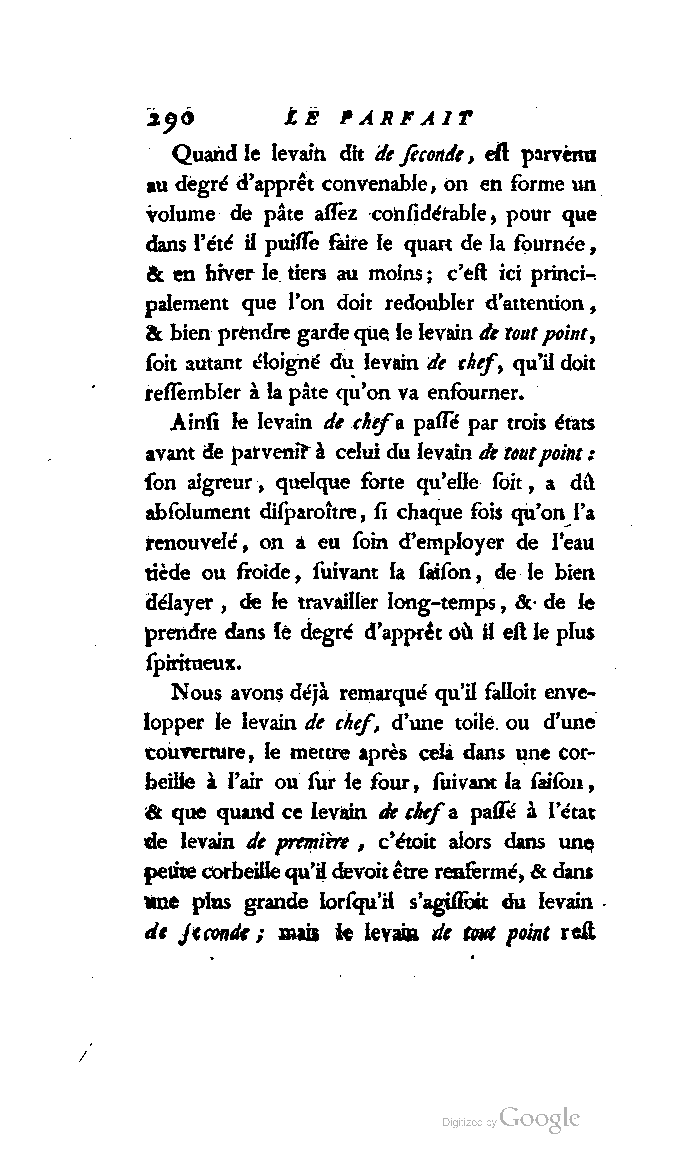 290 LE PARFAIT
Quand le levain dit de ſeconde, eſt parvenu
au degré d'apprêt convenable, on en forme un
volume de pâte aſſez conſidérable, pour que
dans l'été il puiſſe faire le quart de la fournée,
& en hiver le tiers au moins; c'eſt ici princi-
palement que l'on doit redoubler d'attention,
& bien prendre garde que le levain de tout point,
ſoit autant éloigné du levain de chef, qu'il doit
reſſembler à la pâte qu'on va enfourner.
Ainſi le levain de chef a paſſé par trois états
avant de parvenir à celui du levain de tout point :
ſon aigreur, quelque forte qu'elle ſoit, a dû
abſolument diſparoître, ſi chaque fois qu'on l'a
renouvelé, on a eu ſoin d'employer de l'eau
tiède ou froide, ſuivant la ſaiſon, de le bien
délayer, de le travailler long-temps, & de le
prendre dans le degré d'apprêt où il eſt le plus
ſpiritueux.
Nous avons déjà remarqué qu'il falloit enve-
lopper le levain de chef, d'une toile ou d'une
couverture, le mettre après cela dans une cor-
beille à l'air ou ſur le four, ſuivant la ſaiſon,
& que quand ce levain de chef a paſſé à l'état
de levain de première, c'étoit alors dans une
petite corbeille qu'il devoit être renfermé, & dans
une plus grande lorſqu'il s'agiſſoit du levain
de ſeconde; mais le levain de tout point reſt
Digitized by Google